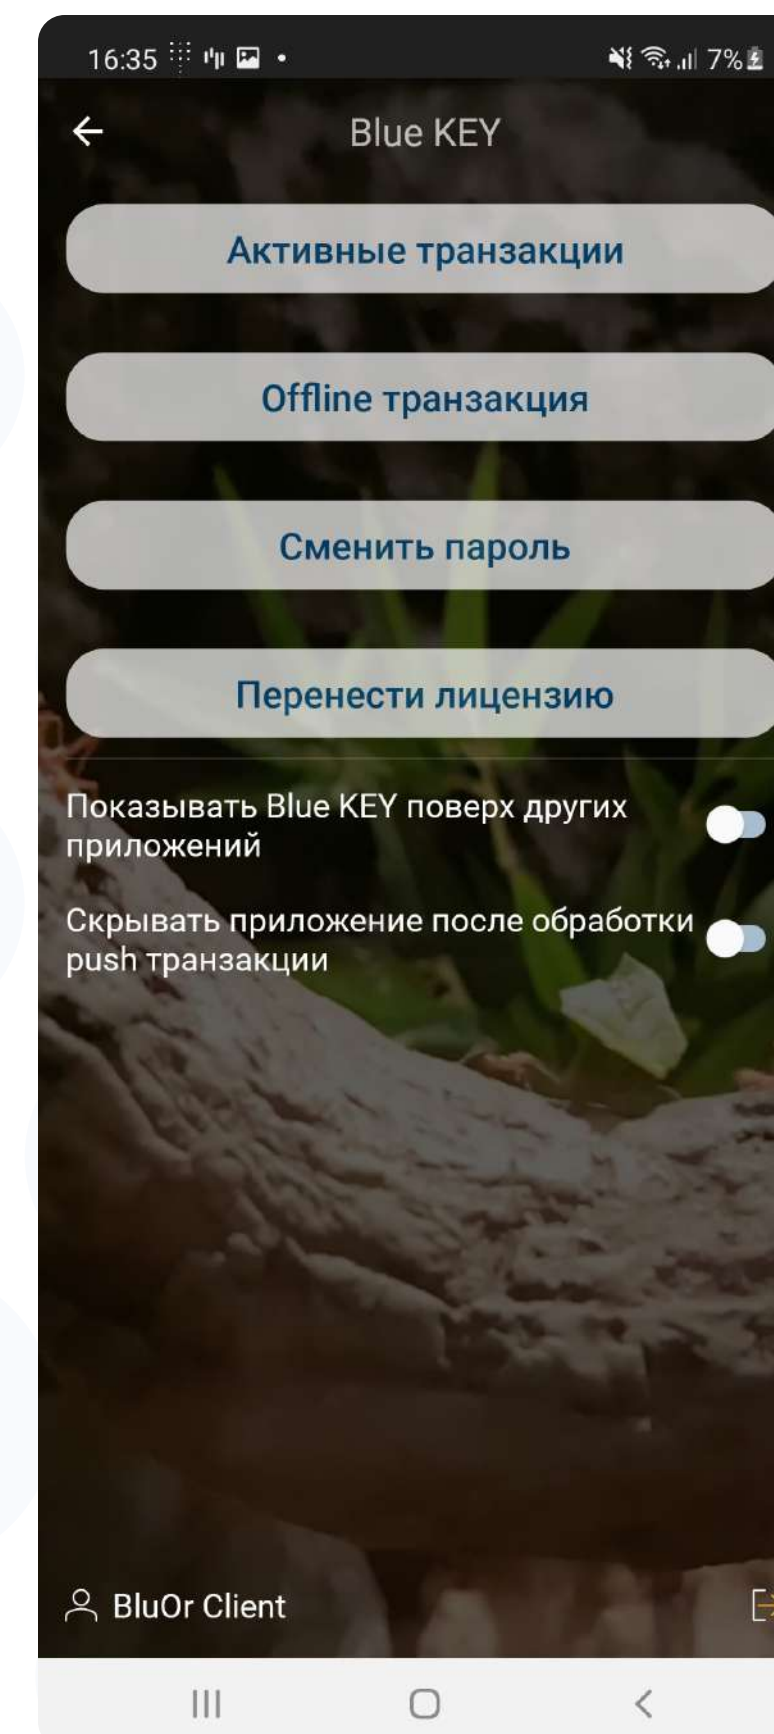 16:35
7%
Blue KEY
Активные транзакции
Offline транзакция
Сменить пароль
Перенести лицензию
Показывать Blue KEY поверх других
приложений
Скрывать приложение после обработки
push транзакции
BluOr Client